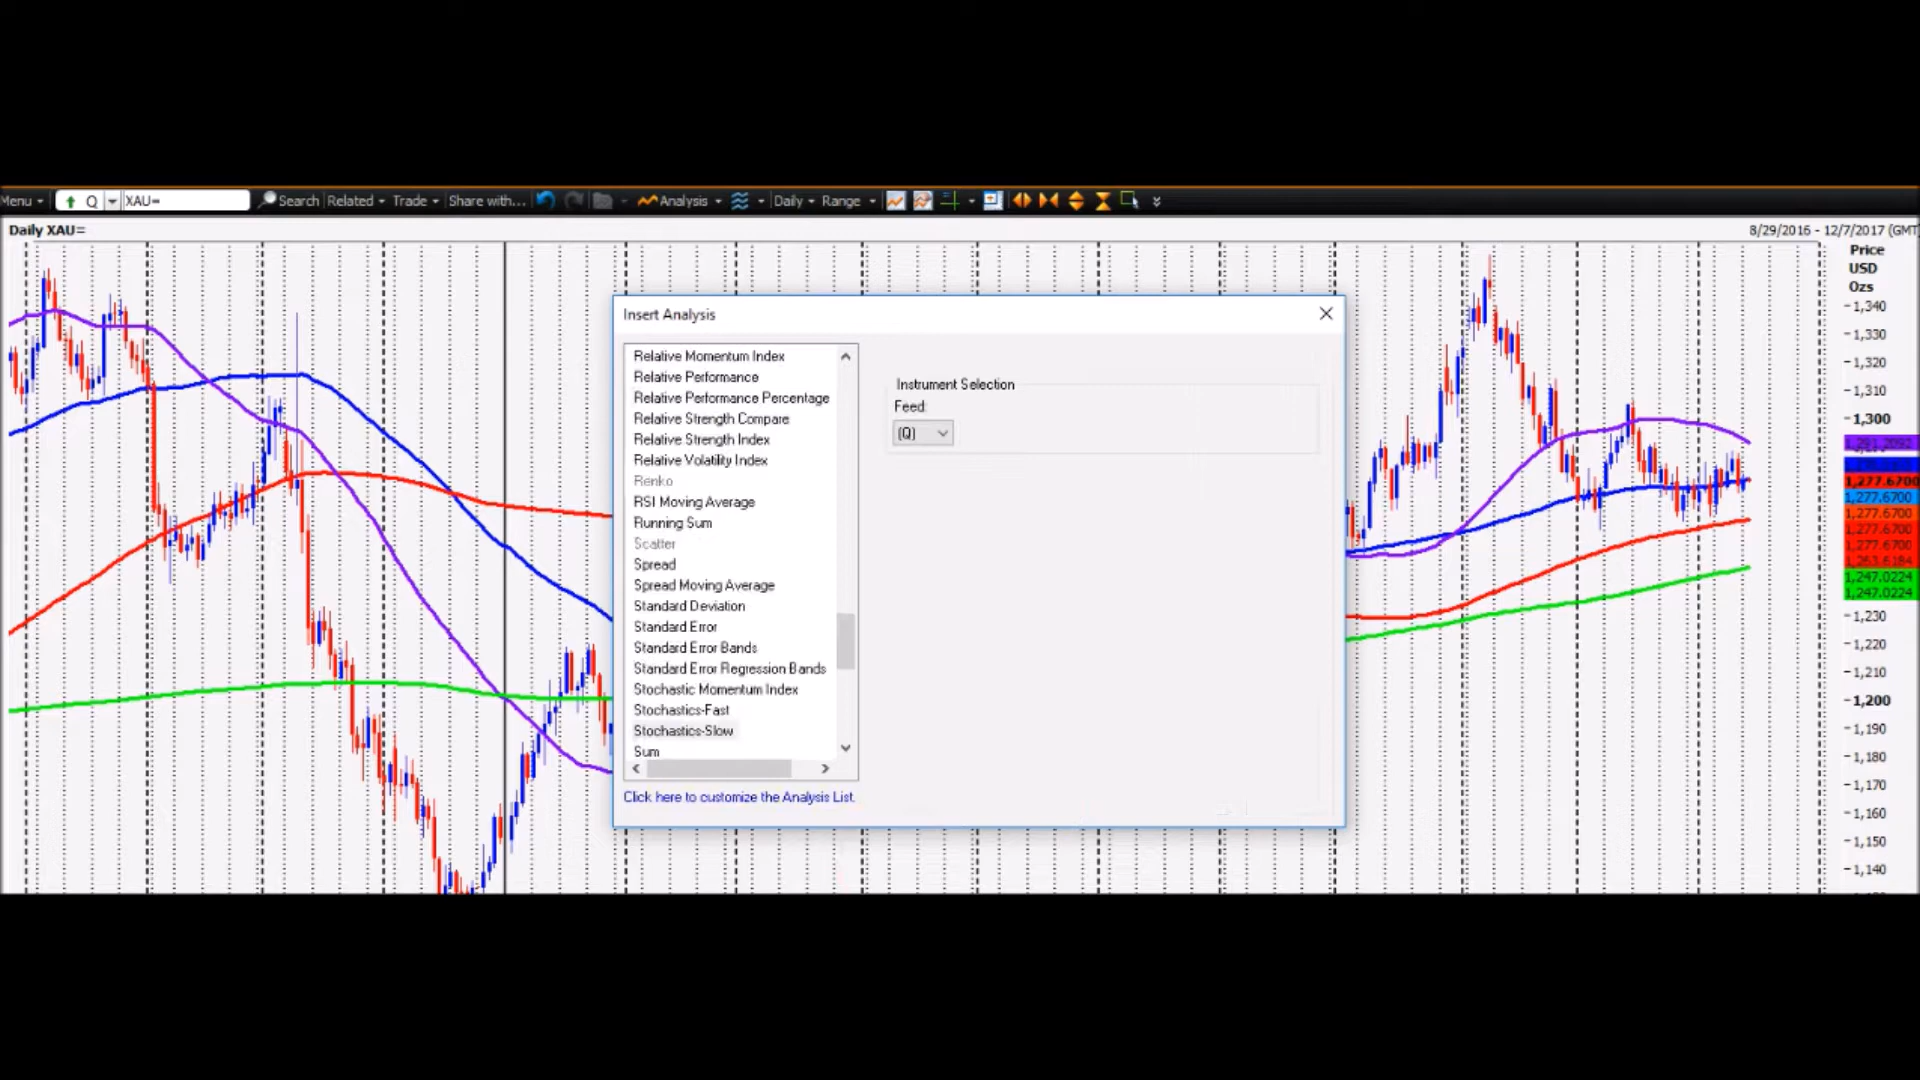 Menu Q XAU= Search Related Trade Share with... Analysis Daily Range
Daily XAU=
8/29/2016 - 12/7/2017 (GMT
Price
USD
Ozs
1,340
1,330
1,320
1,310
1,300
1,291.2092
1,277.6700
1,277.6700
1,277.6700
1,277.6700
1,277.6700
1,263.6184
1,247.0224
1,247.0224
1,230
1,220
1,210
1,200
1,190
1,180
1,170
1,160
1,150
1,140
Insert Analysis
Relative Momentum Index
Relative Performance
Relative Performance Percentage
Relative Strength Compare
Relative Strength Index
Relative Volatility Index
Renko
RSI Moving Average
Running Sum
Scatter
Spread
Spread Moving Average
Standard Deviation
Standard Error
Standard Error Bands
Standard Error Regression Bands
Stochastic Momentum Index
Stochastics-Fast
Stochastics-Slow
Sum
Click here to customize the Analysis List.
Instrument Selection
Feed:
(Q)